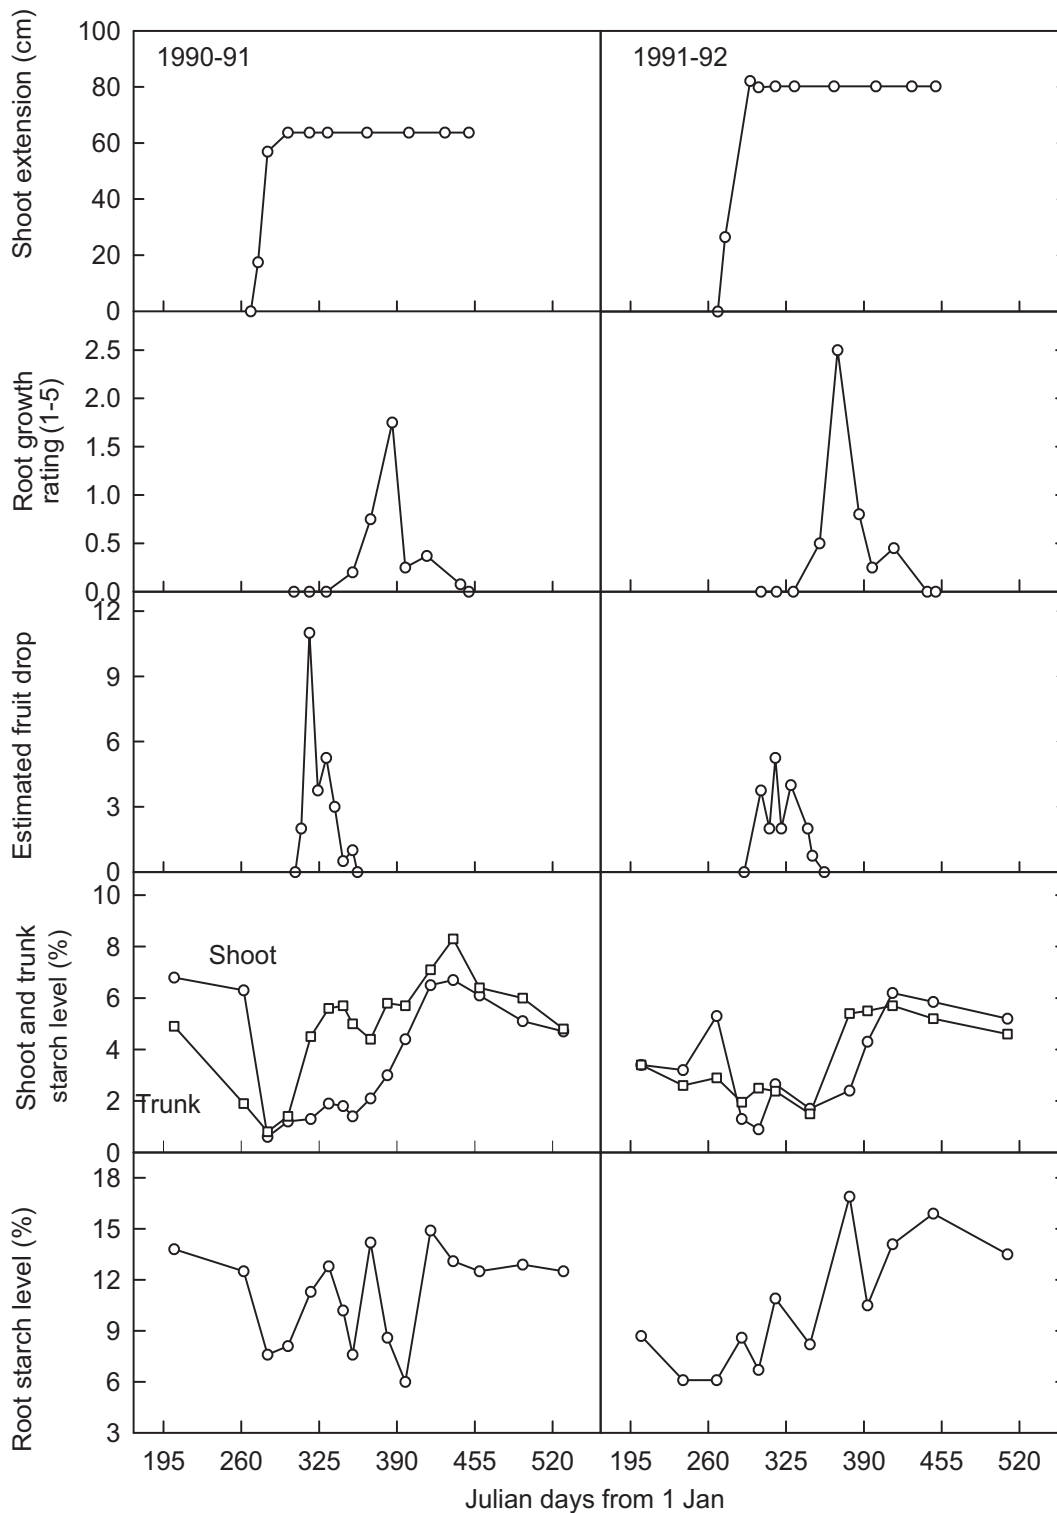 Shoot extension (cm)
100
80
60
40
20
0
1990-91
1991-92
Root growth
rating (1-5)
2.5
2.0
1.5
1.0
0.5
0.0
Estimated fruit drop
12
9
6
3
0
Shoot and trunk
starch level (%)
10
8
6
4
2
0
Shoot
Trunk
Root starch level (%)
18
15
12
9
6
3
195 260 325 390 455 520 195 260 325 390 455 520
Julian days from 1 Jan